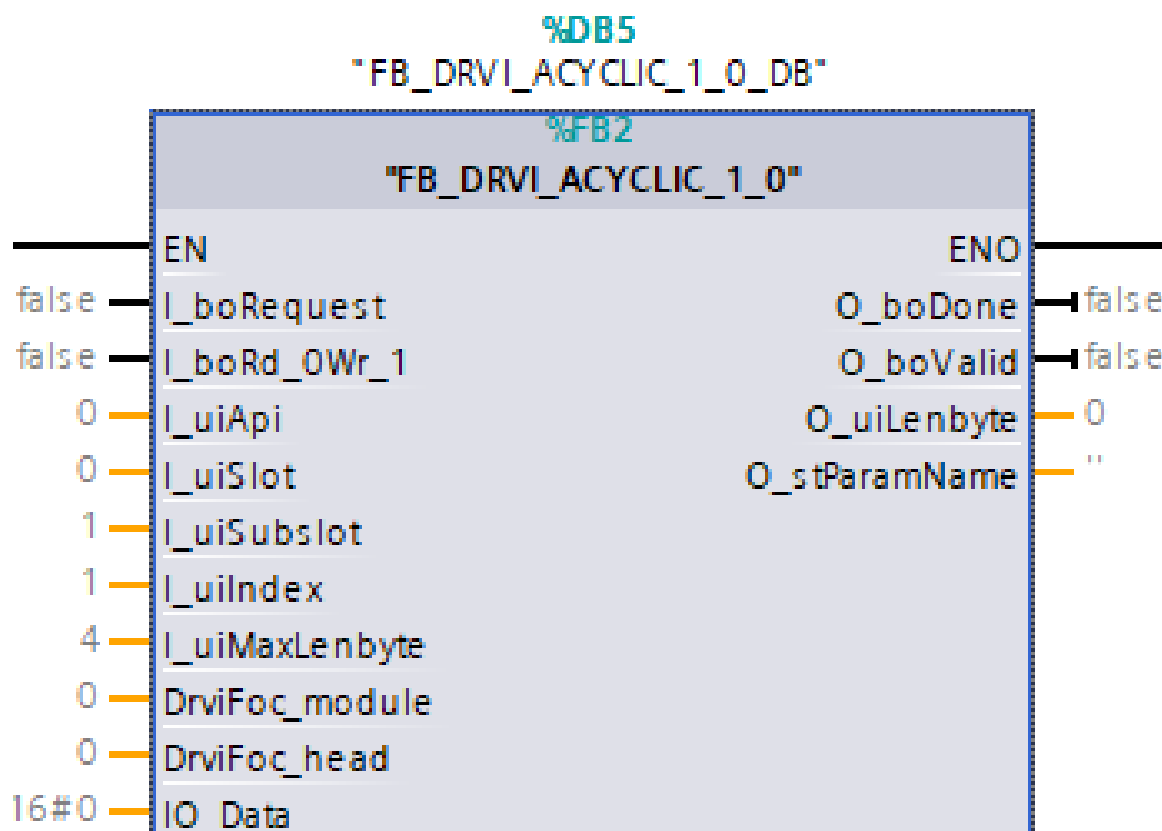 %DB5
"FB_DRVI_ACYCLIC_1_0_DB"
%FB2
"FB_DRVI_ACYCLIC_1_0"
EN ENO
false I_boRequest O_boDone false
false I_boRd_0Wr_1 O_boValid false
0 I_uiApi O_uiLenbyte 0
0 I_uiSlot O_stParamName ''
1 I_uiSubslot
1 I_uiIndex
4 I_uiMaxLenbyte
0 DrviFoc_module
0 DrviFoc_head
16#0 IO_Data